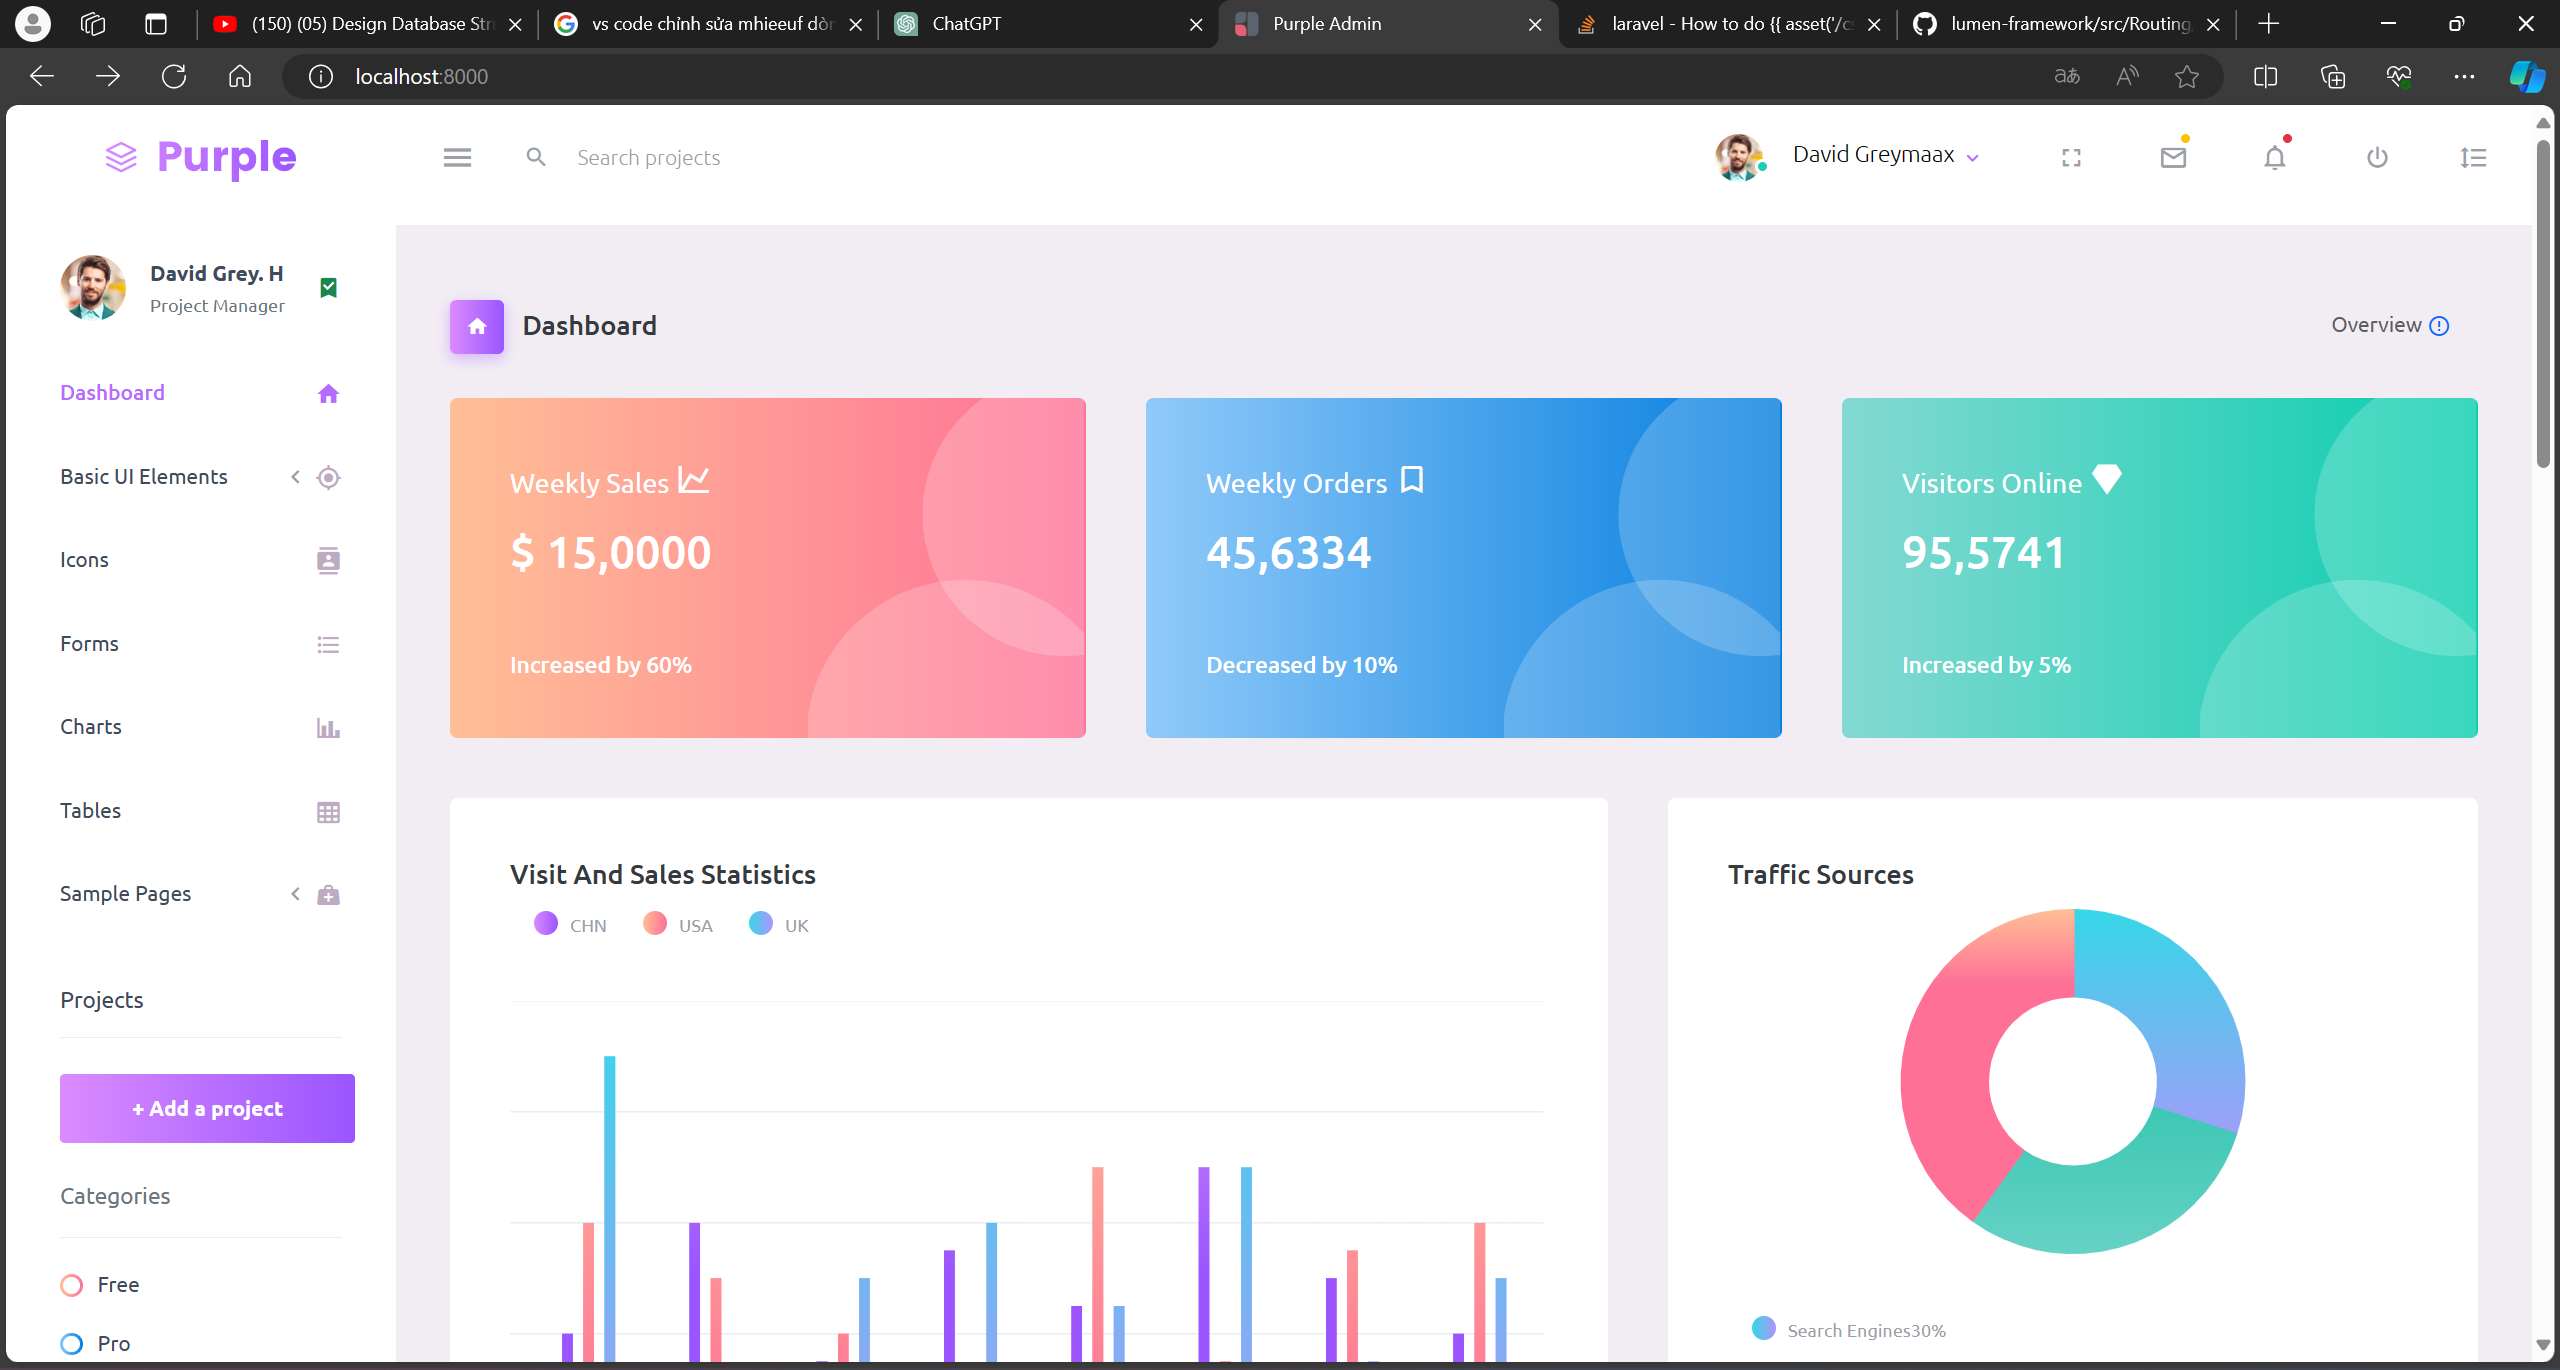 (150) (05) Design Database Str
vs code chỉnh sửa mhieeuf dòn
ChatGPT
Purple Admin
laravel - How to do {{ asset('/cs
lumen-framework/src/Routing
localhost:8000
Purple
Search projects
David Greymaax
David Grey. H
Project Manager
Dashboard
Basic UI Elements
Icons
Forms
Charts
Tables
Sample Pages
Projects
+ Add a project
Categories
Free
Pro
Dashboard
Overview
Weekly Sales
$ 15,0000
Increased by 60%
Weekly Orders
45,6334
Decreased by 10%
Visitors Online
95,5741
Increased by 5%
Visit And Sales Statistics
CHN
USA
UK
Traffic Sources
Search Engines30%